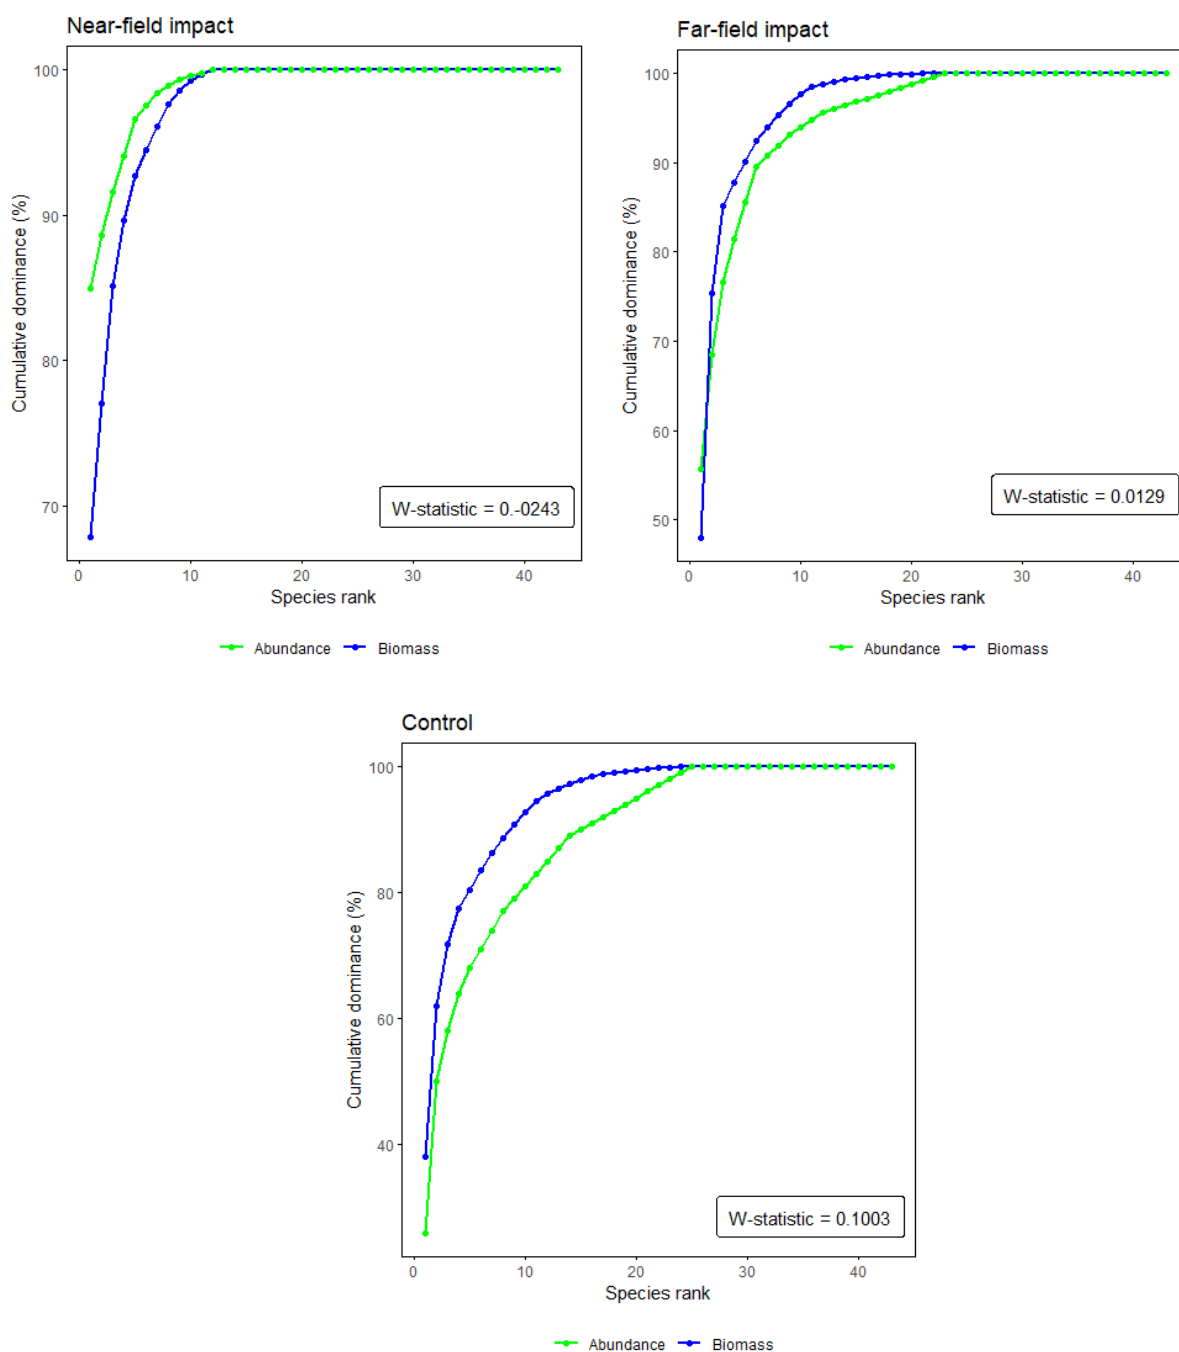 Near-field impact
100
90
80
70
Cumulative dominance (%)
W-statistic = 0.-0243
0 10 20 30 40
Species rank
Abundance Biomass
Far-field impact
100
90
80
70
60
50
Cumulative dominance (%)
W-statistic = 0.0129
0 10 20 30 40
Species rank
Abundance Biomass
Control
100
80
60
40
Cumulative dominance (%)
W-statistic = 0.1003
0 10 20 30 40
Species rank
Abundance Biomass